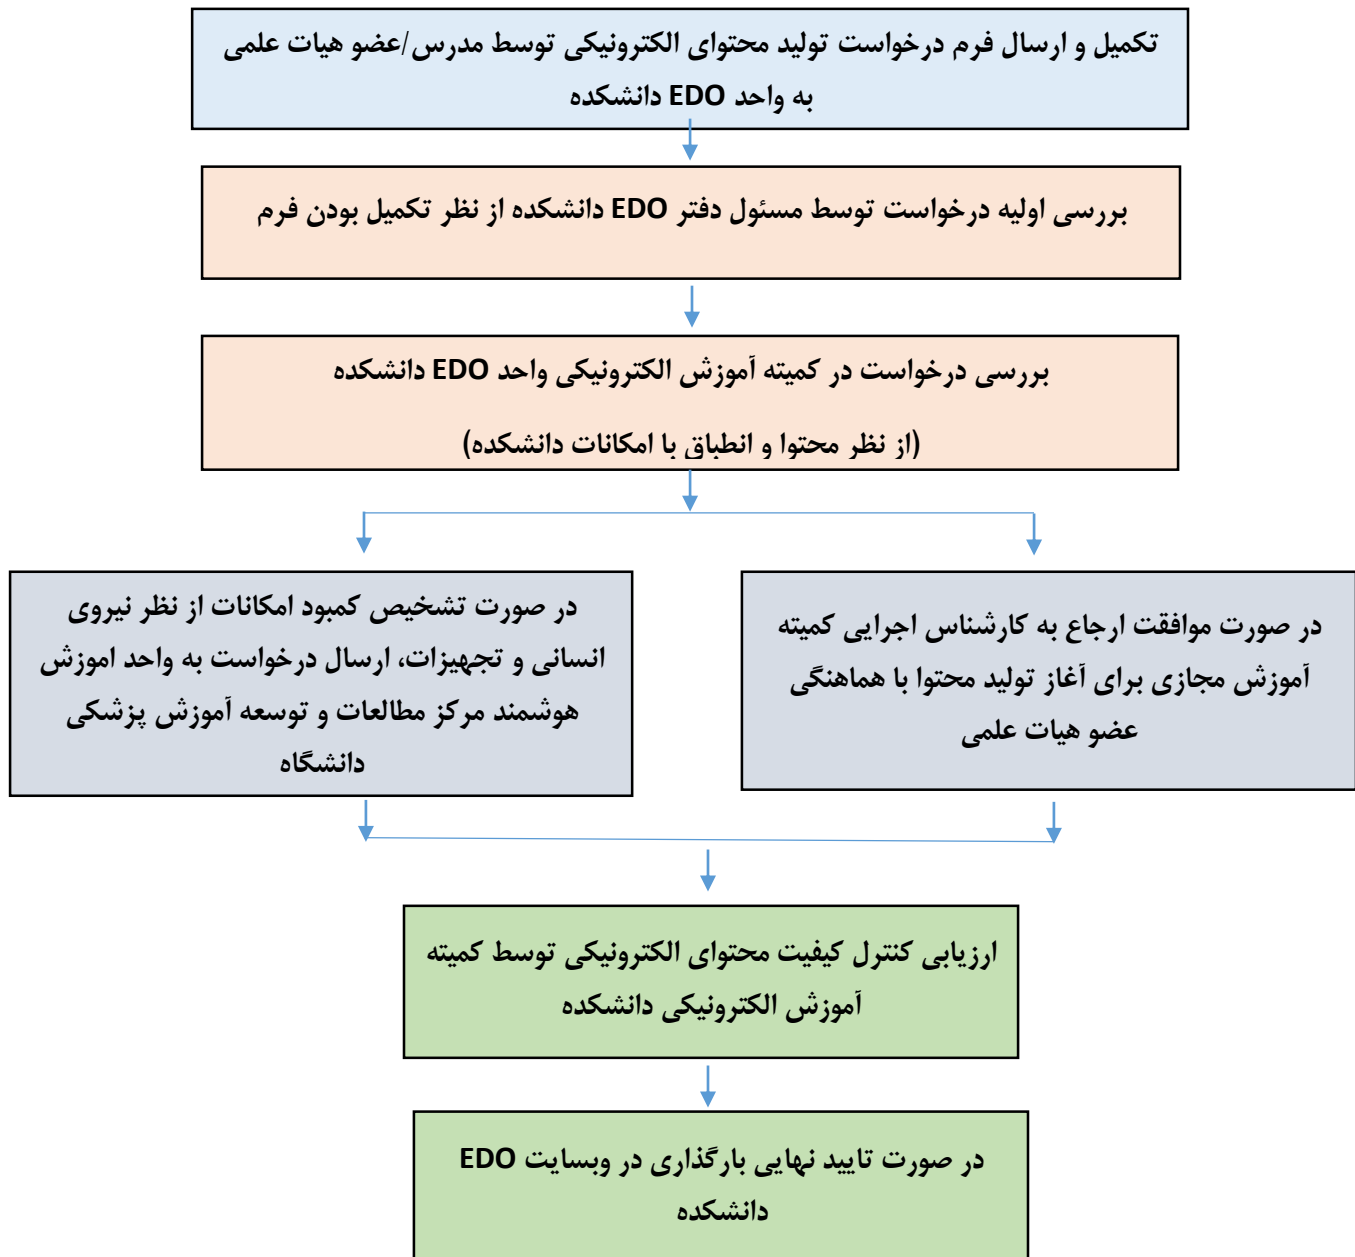 تکمیل و ارسال فرم درخواست تولید محتوای الکترونیکی توسط مدرس/عضو هیات علمی
به واحد EDO دانشکده
بررسی اولیه درخواست توسط مسئول دفتر EDO دانشکده از نظر تکمیل بودن فرم
بررسی درخواست در کمیته آموزش الکترونیکی واحد EDO دانشکده
(از نظر محتوا و انطباق با امکانات دانشکده)
در صورت موافقت ارجاع به کارشناس اجرایی کمیته
آموزش مجازی برای آغاز تولید محتوا با هماهنگی
عضو هیات علمی
در صورت تشخیص کمبود امکانات از نظر نیروی
انسانی و تجهیزات، ارسال درخواست به واحد اموزش
هوشمند مرکز مطالعات و توسعه آموزش پزشکی
دانشگاه
ارزیابی کنترل کیفیت محتوای الکترونیکی توسط کمیته
آموزش الکترونیکی دانشکده
در صورت تایید نهایی بارگذاری در وبسایت EDO
دانشکده